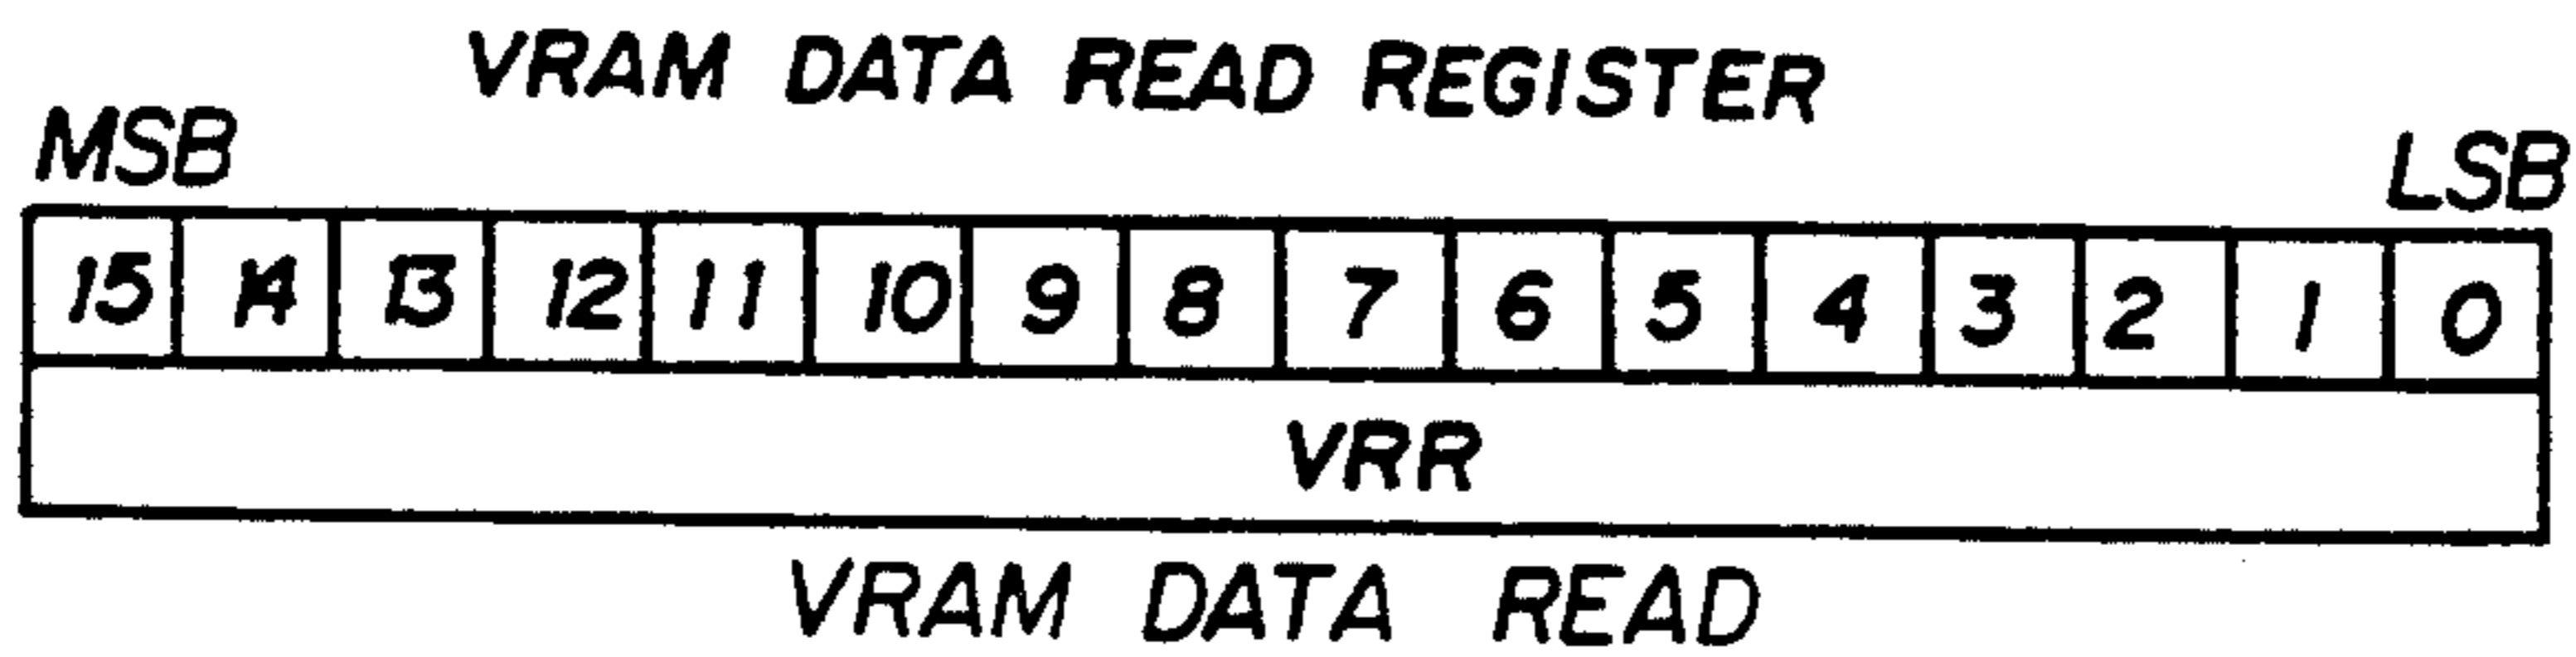 VRAM DATA READ REGISTER
MSB LSB
15 14 13 12 11 10 9 8 7 6 5 4 3 2 1 0
VRR
VRAM DATA READ